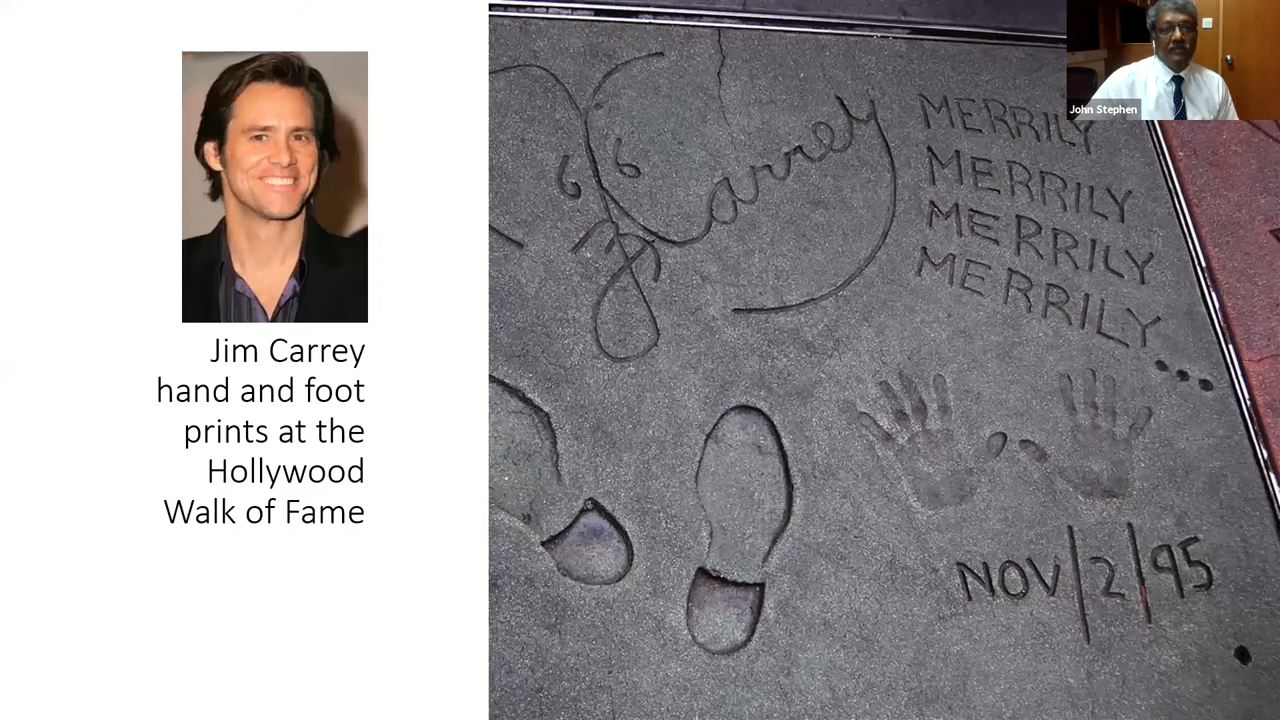 Jim Carrey
hand and foot
prints at the
Hollywood
Walk of Fame
Carrey
MERRILY
MERRILY
MERRILY
MERRILY...
NOV/2/95
John Stephen